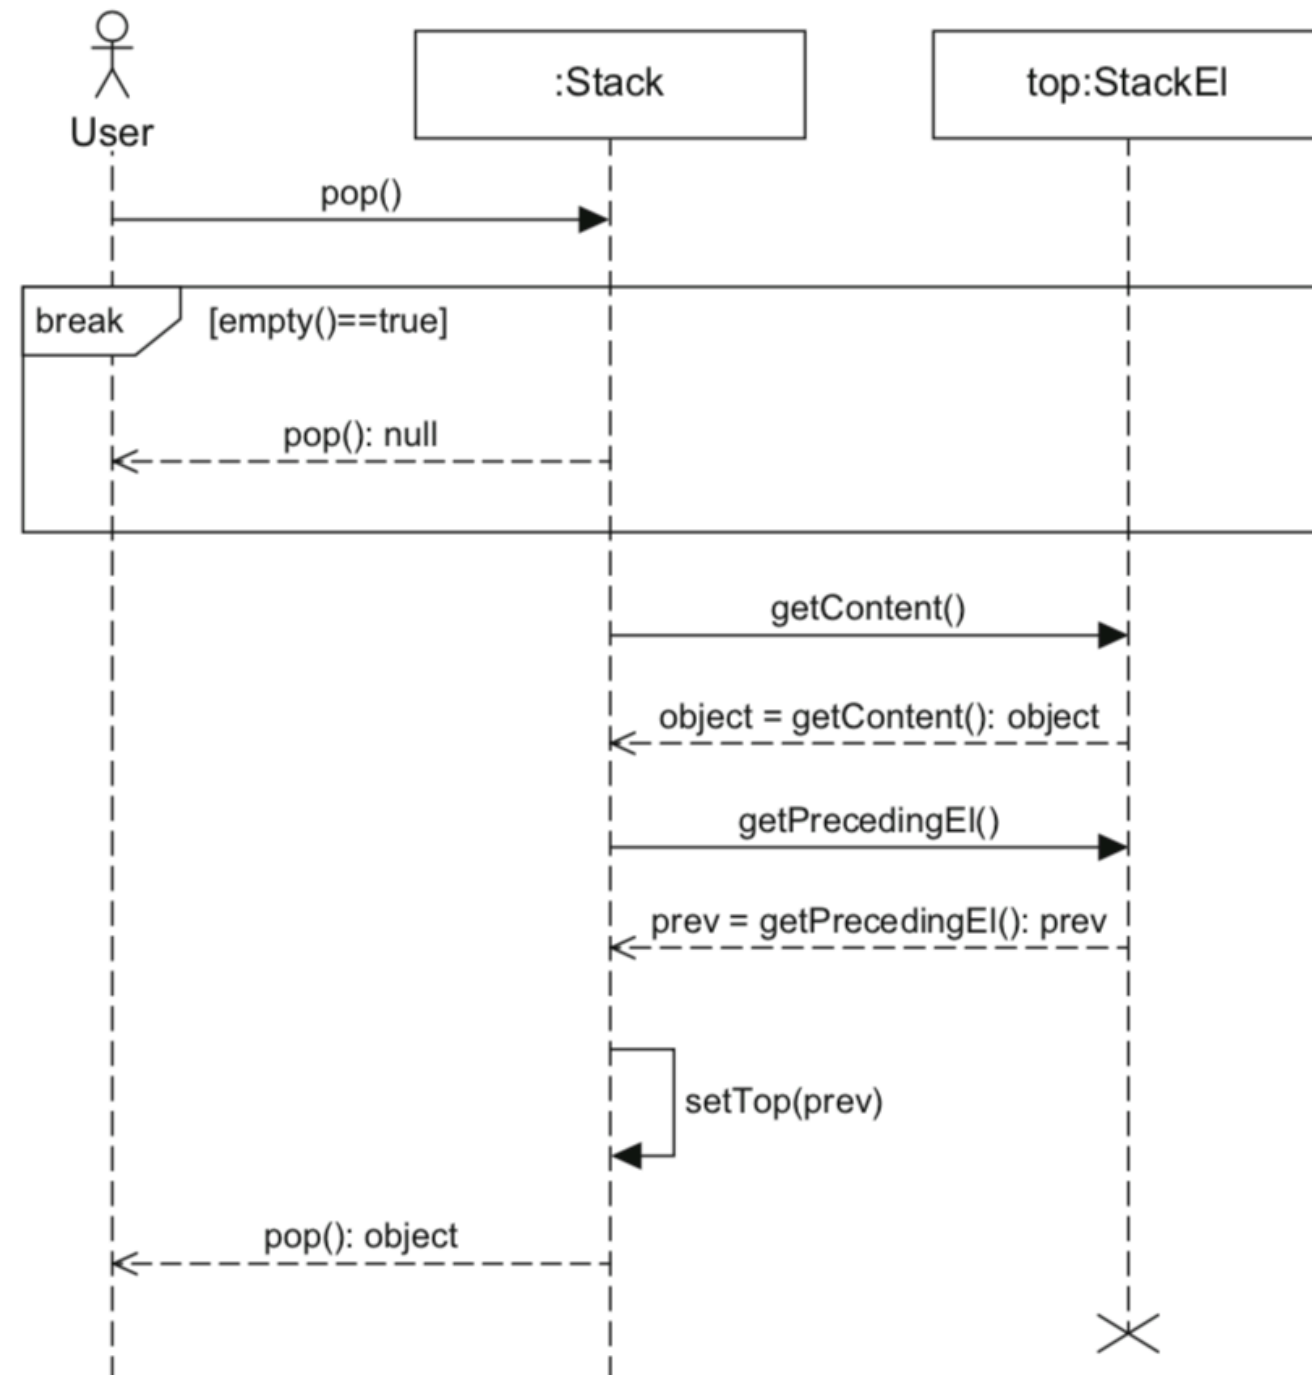 User
:Stack
top:StackEl
pop()
break
[empty()==true]
pop(): null
getContent()
object = getContent(): object
getPrecedingEl()
prev = getPrecedingEl(): prev
setTop(prev)
pop(): object